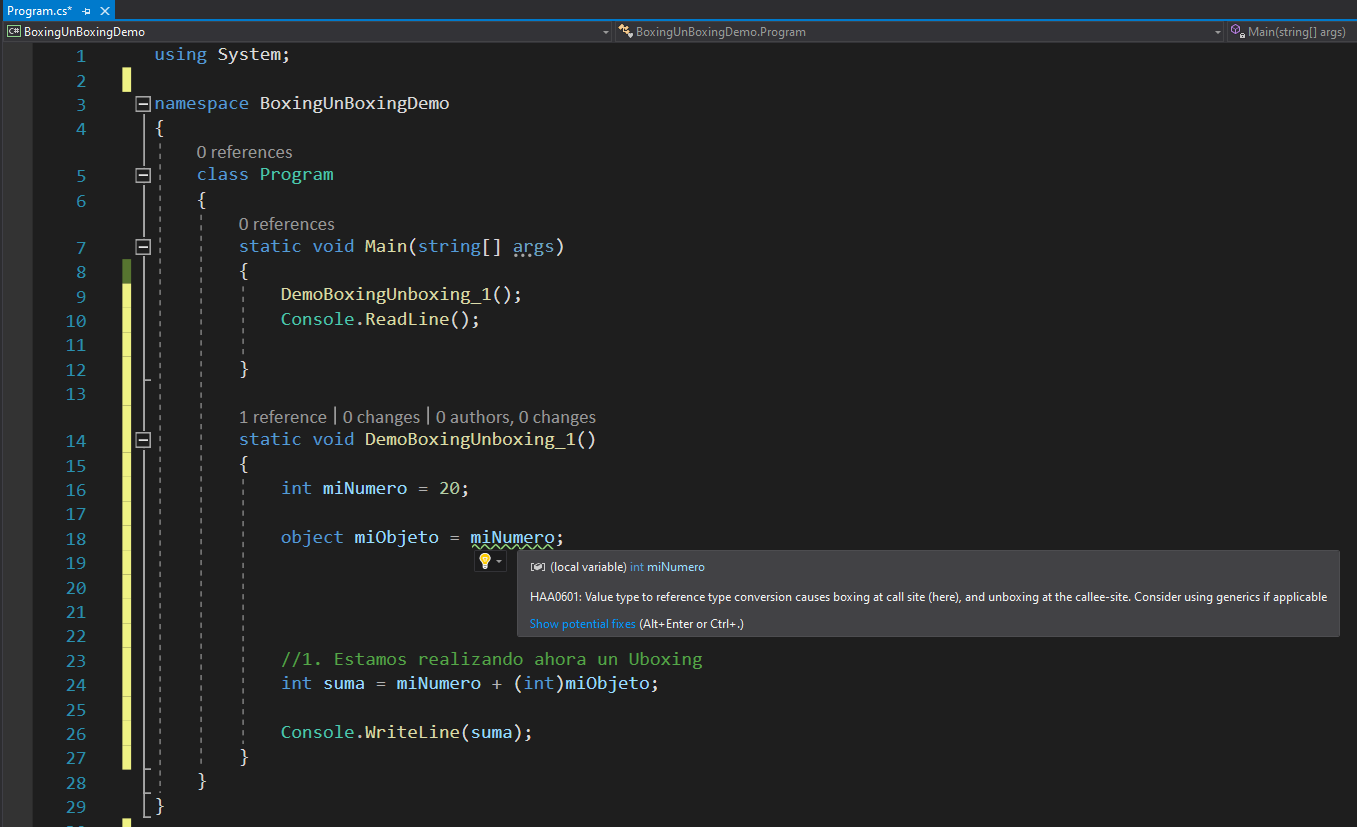 Program.cs*
BoxingUnBoxingDemo BoxingUnBoxingDemo.Program Main(string[] args)
1 using System;
2
3 namespace BoxingUnBoxingDemo
4 {
0 references
5 class Program
6 {
0 references
7 static void Main(string[] args)
8 {
9 DemoBoxingUnboxing_1();
10 Console.ReadLine();
11
12 }
13
1 reference | 0 changes | 0 authors, 0 changes
14 static void DemoBoxingUnboxing_1()
15 {
16 int miNumero = 20;
17
18 object miObjeto = miNumero;
19
(local variable) int miNumero
20
HAA0601: Value type to reference type conversion causes boxing at call site (here), and unboxing at the callee-site. Consider using generics if applicable
21
Show potential fixes (Alt+Enter or Ctrl+.)
22
23 //1. Estamos realizando ahora un Uboxing
24 int suma = miNumero + (int)miObjeto;
25
26 Console.WriteLine(suma);
27 }
28 }
29 }